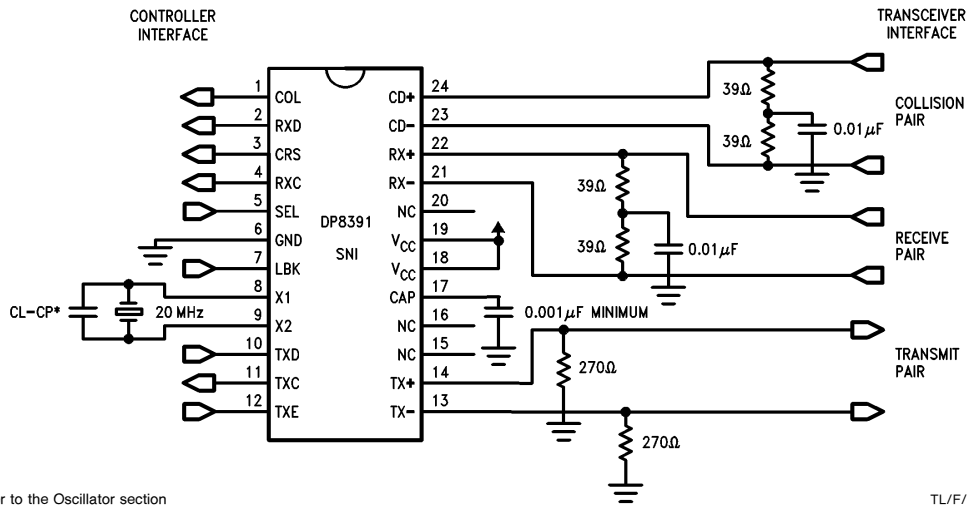 CONTROLLER
INTERFACE
TRANSCEIVER
INTERFACE
1
COL
2
RXD
3
CRS
4
RXC
5
SEL
6
GND
7
LBK
8
X1
9
X2
10
TXD
11
TXC
12
TXE
DP8391
SNI
24
CD+
23
CD-
22
RX+
21
RX-
20
NC
19
VCC
18
VCC
17
CAP
16
NC
15
NC
14
TX+
13
TX-
CL-CP*
20 MHz
39Ω
39Ω
0.01μF
COLLISION
PAIR
39Ω
39Ω
0.01μF
RECEIVE
PAIR
0.001μF MINIMUM
270Ω
270Ω
TRANSMIT
PAIR
r to the Oscillator section
TL/F/